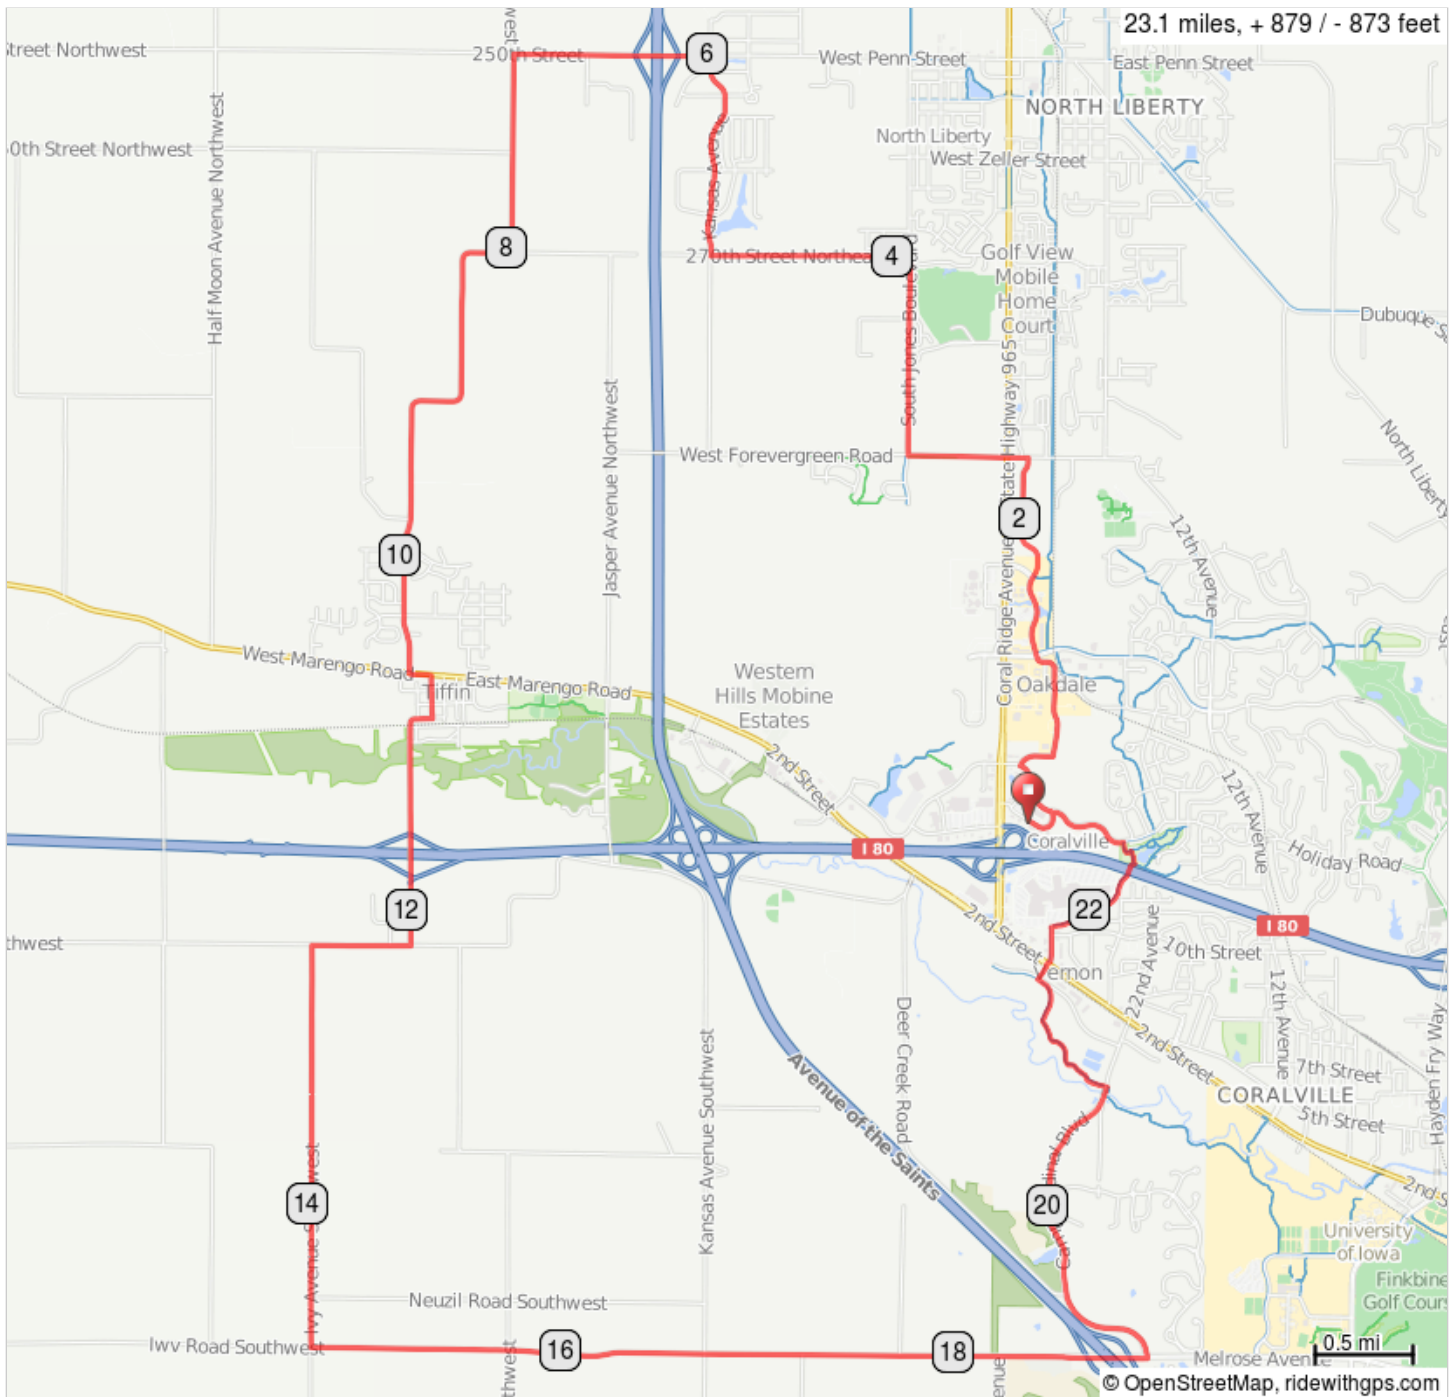 23.1 miles, + 879 / - 873 feet
Street Northwest
west
250th Street
6
West Penn Street
East Penn Street
NORTH LIBERTY
Half Moon Avenue Northwest
Kansas Avenue
North Liberty
West Zeller Street
0th Street Northwest
8
4
Golf View
Mobile
Home
Court
South Jones Boulevard
State Highway 965
Jasper Avenue Northwest
West Forevergreen Road
North Liberty
2
10
12th Avenue
Coral Ridge Avenue
West Marengo Road
Tiffin
East Marengo Road
Western
Hills Mobine
Estates
Oakdale
2nd Street
12th Avenue
I 80
Coralville
Holiday Road
12
22
2nd Street
I 80
thwest
22nd Avenue
10th Street
12th Avenue
Deer Creek Road
Kansas Avenue Southwest
Avenue of the Saints
2nd Street
7th Street
Hayden Fry Way
CORALVILLE
5th Street
14
20
2nd S
University
of Iowa
Finkbine
Golf Cours
Neuzil Road Southwest
Iwv Road Southwest
16
18
thwest
enue
Melrose Avenue
0.5 mi
© OpenStreetMap, ridewithgps.com